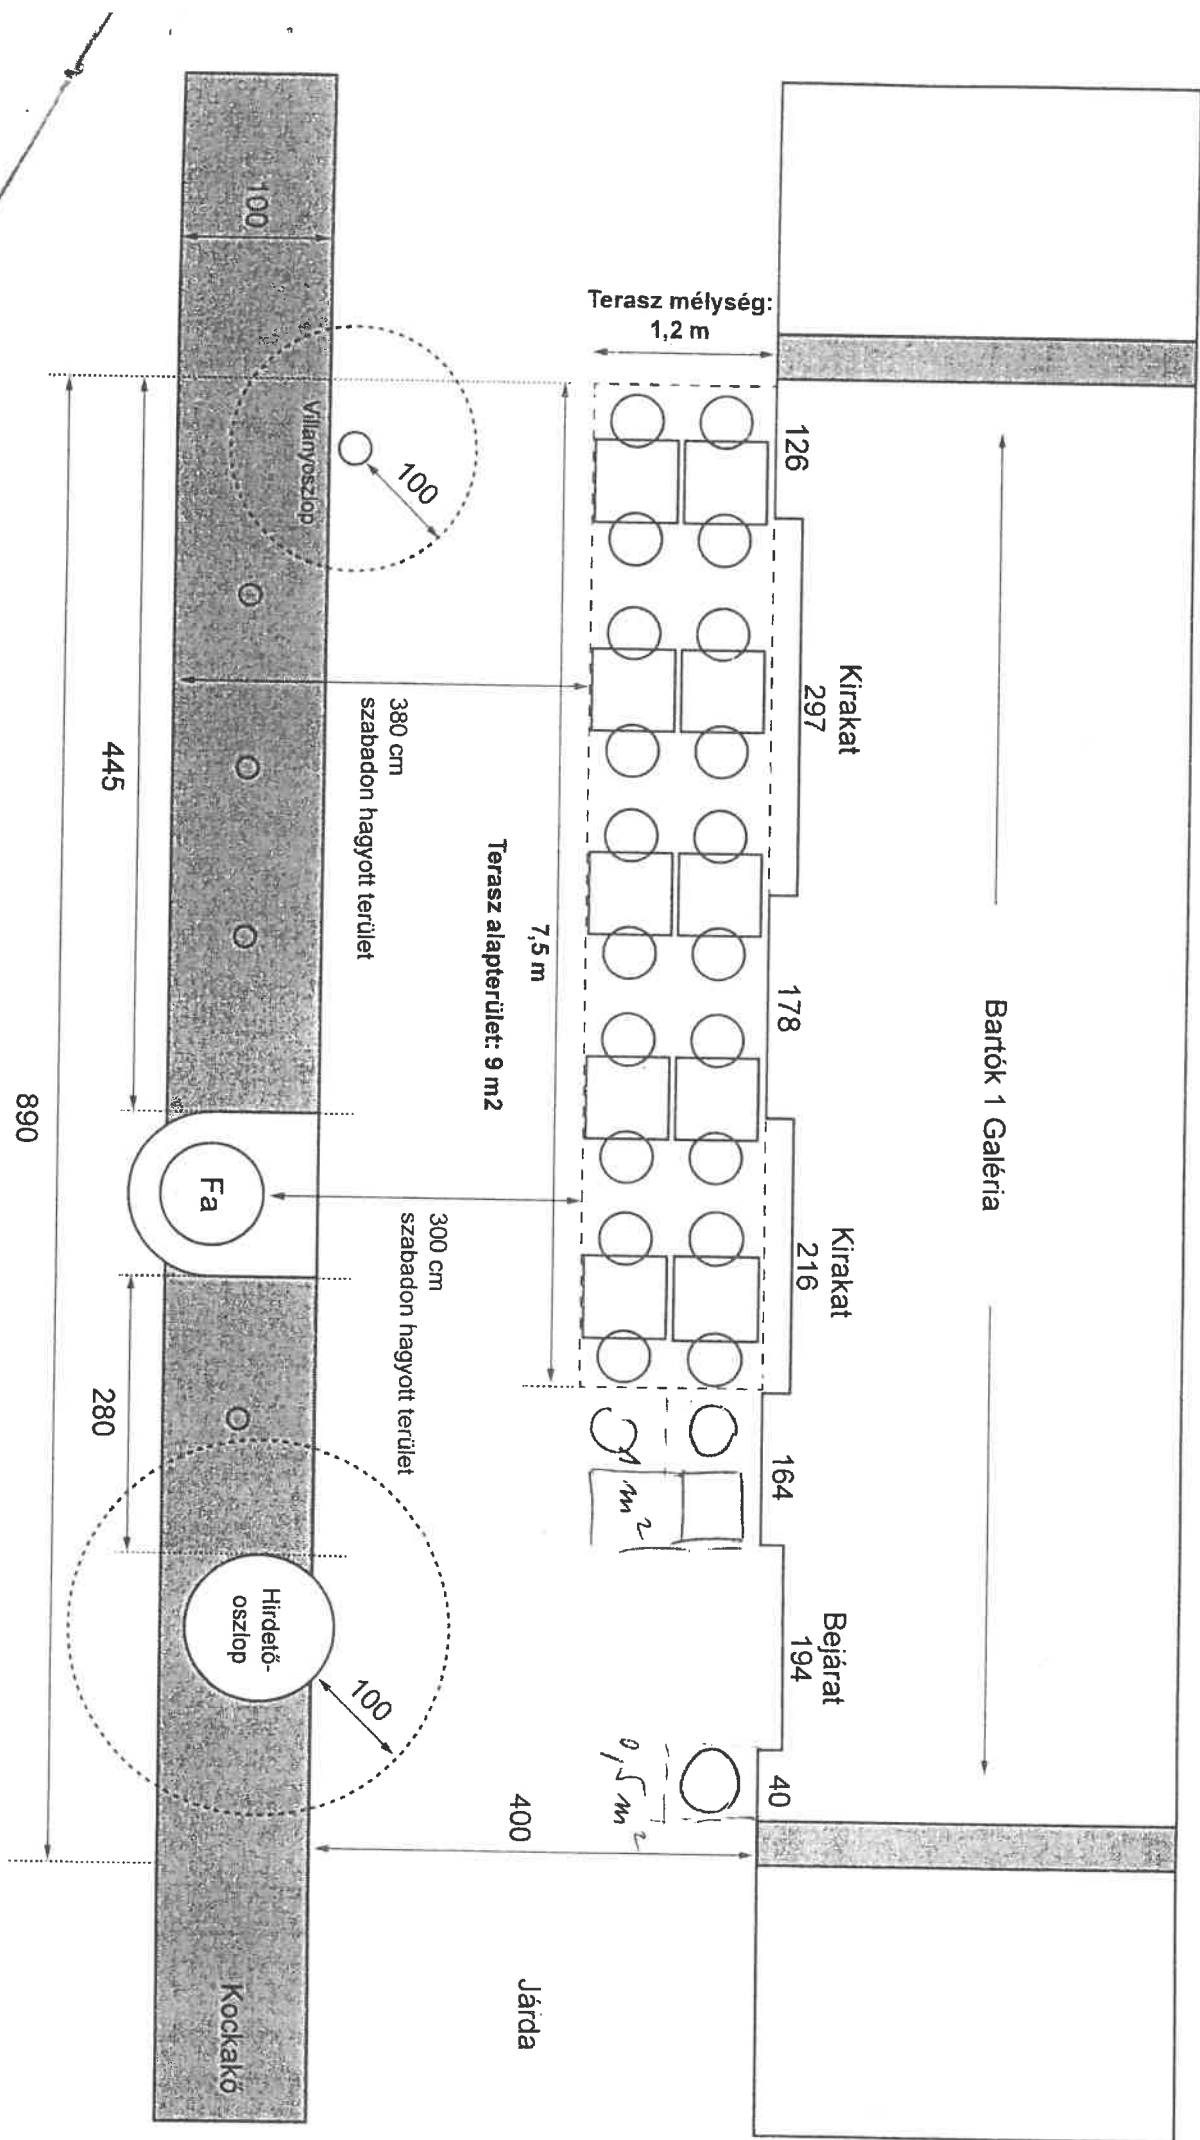 Bartók 1 Galéria
126
Kirakat
297
178
Kirakat
216
164
Bejárat
194
40
Terasz mélység:
1,2 m
7,5 m
Terasz alapterület: 9 m2
1 m2
0,5 m2
380 cm
szabadon hagyott terület
300 cm
szabadon hagyott terület
400
Járda
100
Villanyoszlop
100
Fa
Hirdető-
oszlop
100
Kockakő
445
280
890